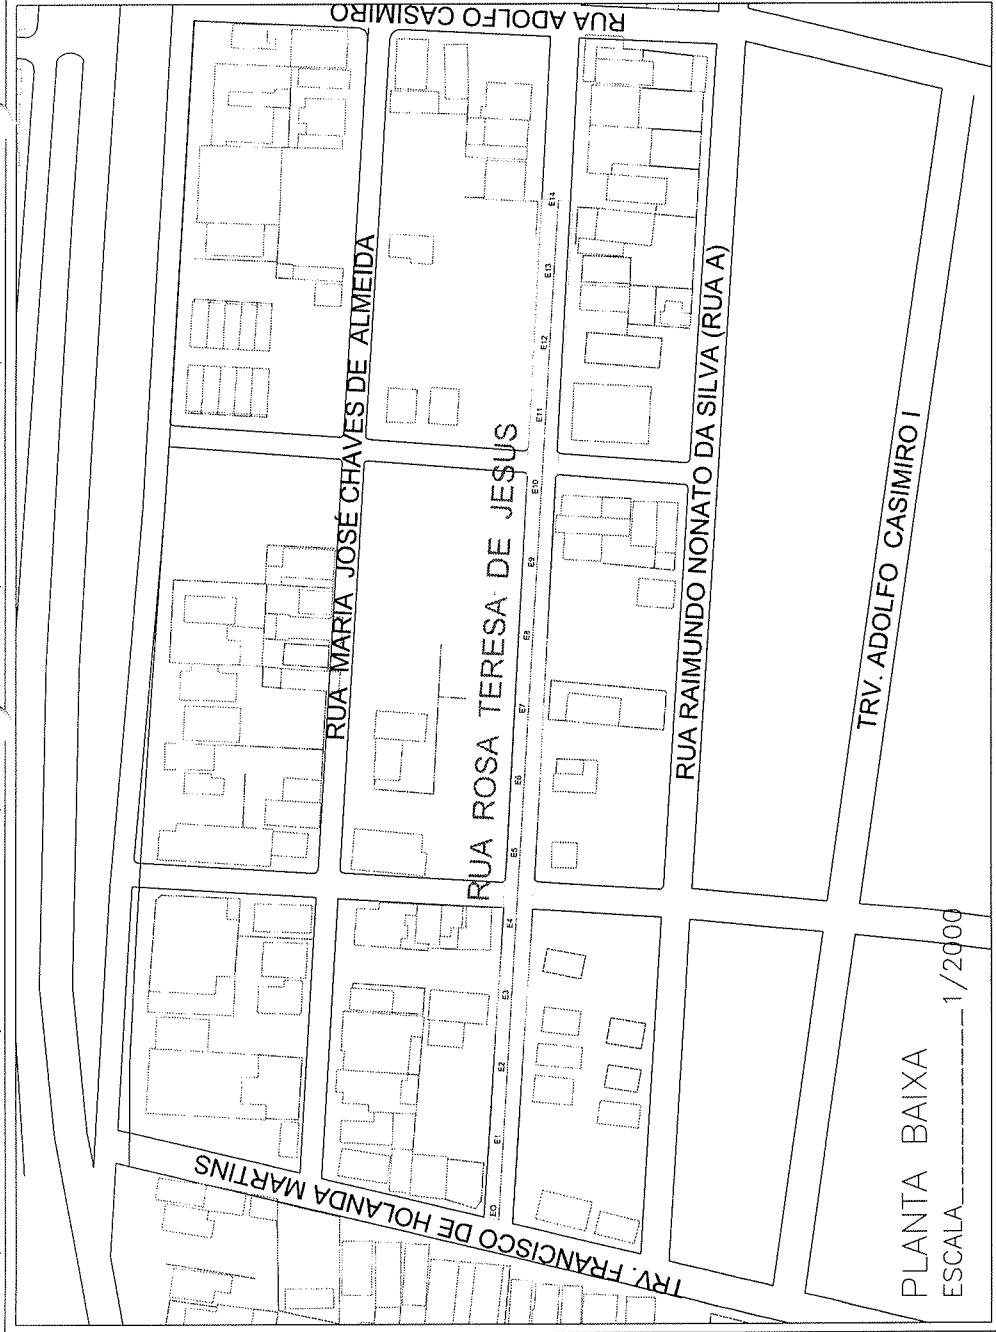 RUA ADOLFO CASIMIRO
RUA MARIA JOSÉ CHAVES DE ALMEIDA
RUA ROSA TERESA DE JESUS
E0 E1 E2 E3 E4 E5 E6 E7 E8 E9 E10 E11 E12 E13 E14
RUA RAIMUNDO NONATO DA SILVA (RUA A)
TRV. ADOLFO CASIMIRO I
TRV. FRANCISCO DE HOLANDA MARTINS
PLANTA BAIXA
ESCALA__________1/2000